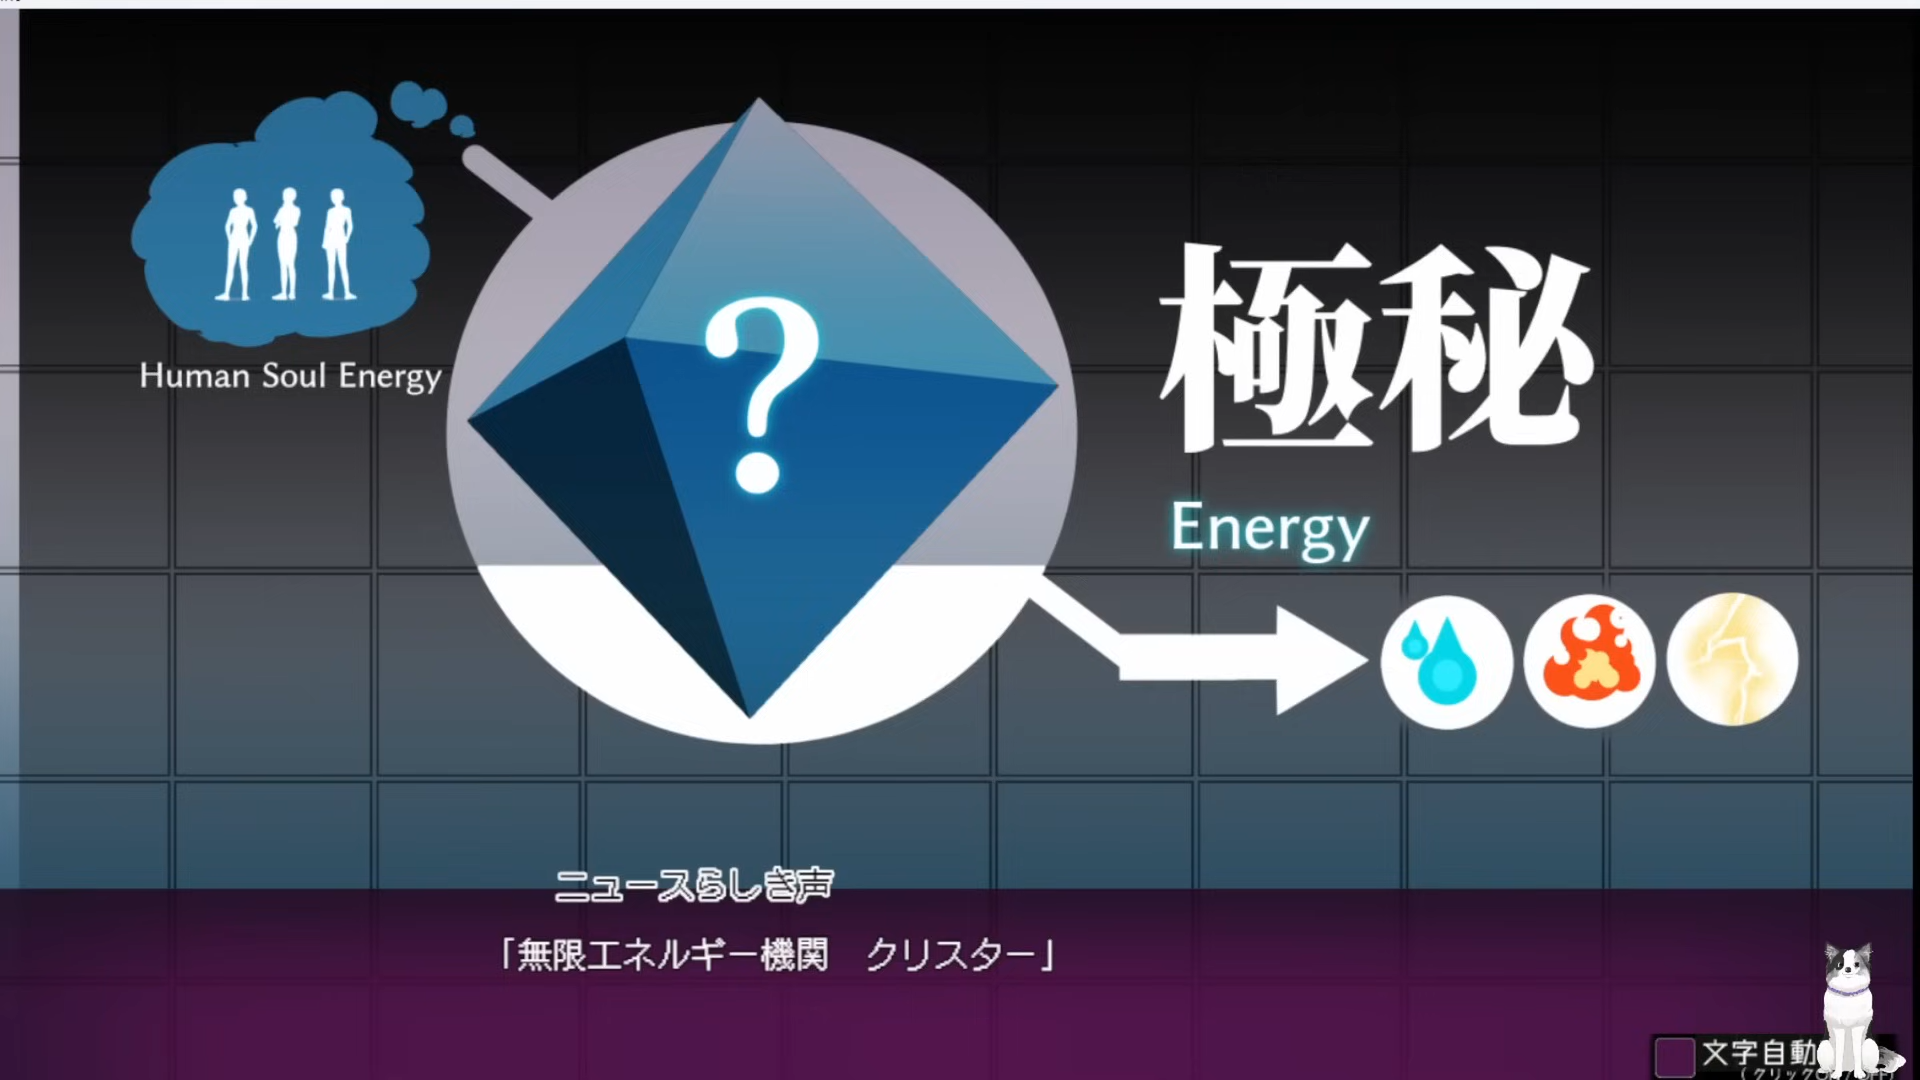 Human Soul Energy
?
極秘
Energy
ニュースらしき声
「無限エネルギー機関　クリスター」
文字自動